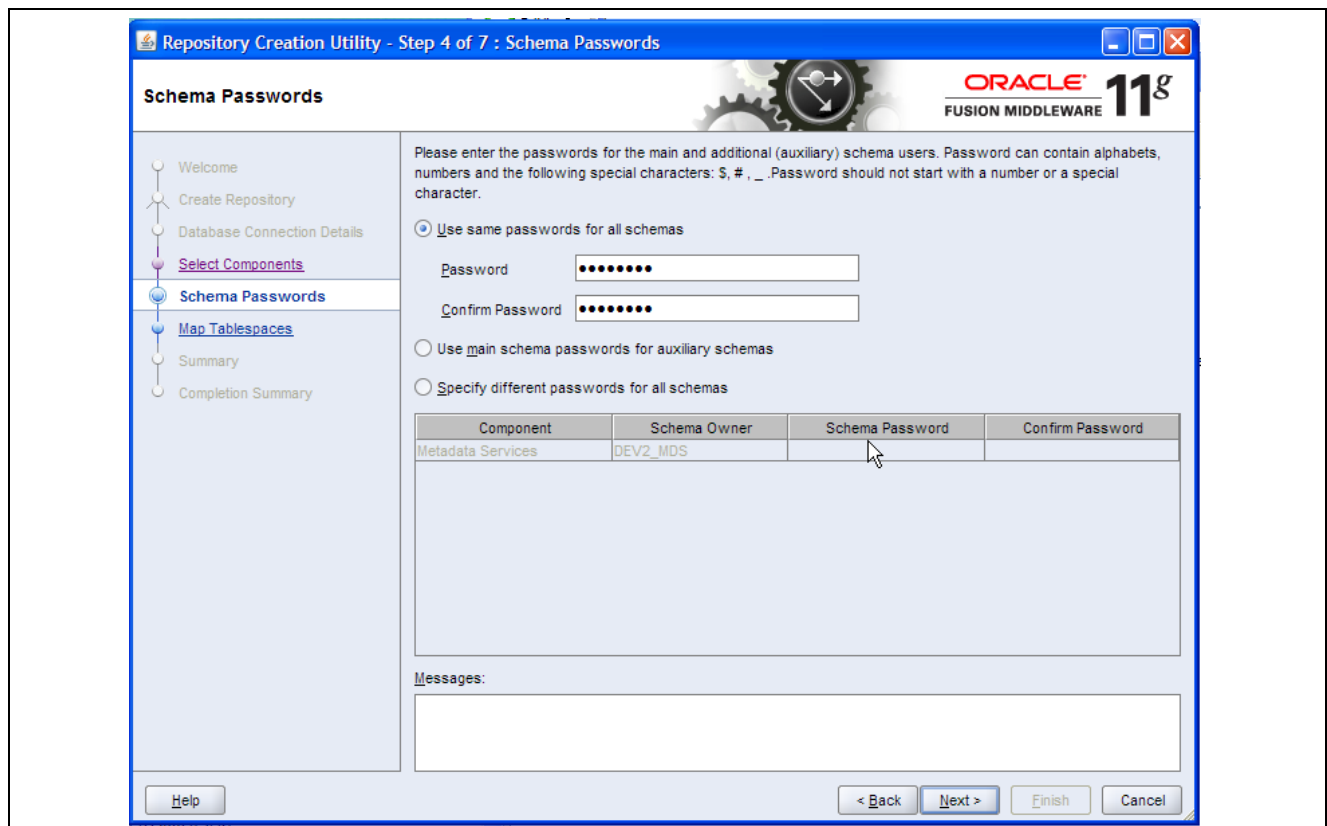 Repository Creation Utility - Step 4 of 7 : Schema Passwords
Schema Passwords
ORACLE
FUSION MIDDLEWARE
11g
Welcome
Create Repository
Database Connection Details
Select Components
Schema Passwords
Map Tablespaces
Summary
Completion Summary
Please enter the passwords for the main and additional (auxiliary) schema users. Password can contain alphabets,
numbers and the following special characters: $, # , _ .Password should not start with a number or a special
character.
Use same passwords for all schemas
Password ●●●●●●●●
Confirm Password ●●●●●●●●
Use main schema passwords for auxiliary schemas
Specify different passwords for all schemas
Component Schema Owner Schema Password Confirm Password
Metadata Services DEV2_MDS
Messages:
Help < Back Next > Finish Cancel